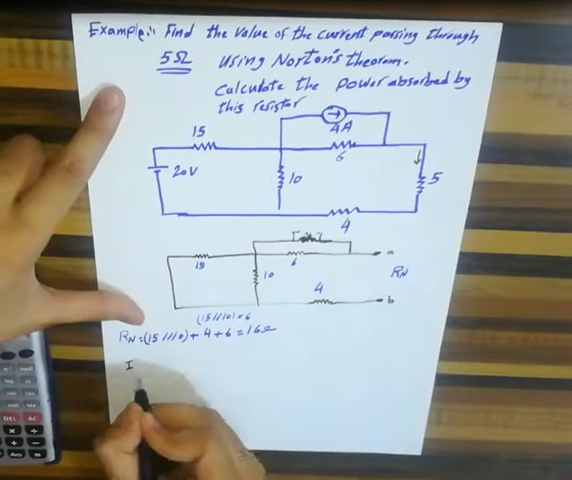 Example:. Find the value of the current passing through
5Ω using Norton's theorem.
Calculate the power absorbed by
this resistor
4A
15
6
20V
10
5
4
15
6
a
10
4
RN
b
(15//10)+6
RN=(15//10)+4+6=16Ω
I
DEL AC